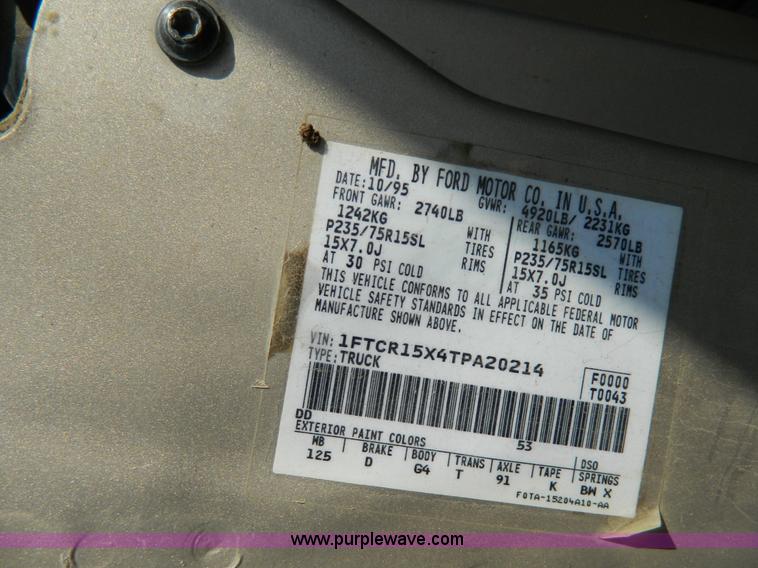 MFD. BY FORD MOTOR CO. IN U.S.A.
DATE: 10/95 GVWR: 4920LB/ 2231KG
FRONT GAWR: 2740LB REAR GAWR: 2570LB
1242KG WITH 1165KG WITH
P235/75R15SL TIRES P235/75R15SL TIRES
15X7.0J RIMS 15X7.0J RIMS
AT 30 PSI COLD AT 35 PSI COLD
THIS VEHICLE CONFORMS TO ALL APPLICABLE FEDERAL MOTOR
VEHICLE SAFETY STANDARDS IN EFFECT ON THE DATE OF
MANUFACTURE SHOWN ABOVE.
VIN: 1FTCR15X4TPA20214
TYPE: TRUCK
F0000
T0043
DD 53
EXTERIOR PAINT COLORS DSO
WB BRAKE BODY TRANS AXLE TAPE SPRINGS
125 D G4 T 91 K BW X
F0TA-15204A10-AA
www.purplewave.com